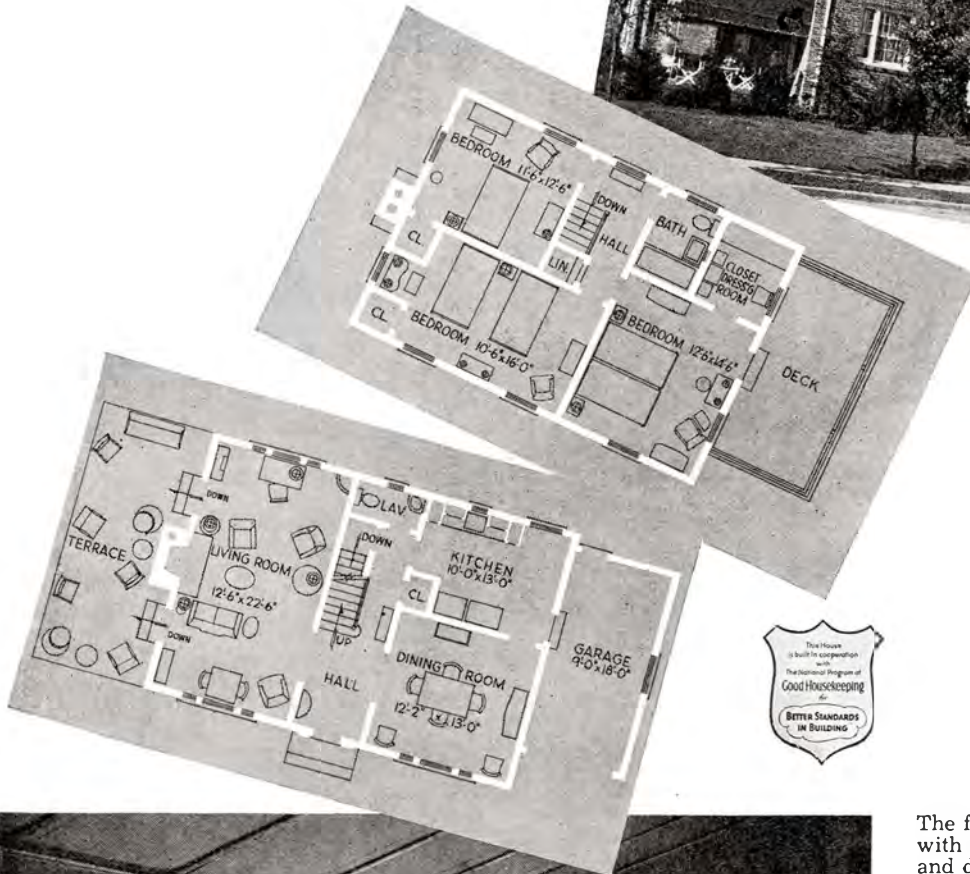 BEDROOM 11'-6"x12'-6"
DOWN
HALL
BATH
CLOSET
DRESS'G
ROOM
CL.
LIN.
CL.
BEDROOM 10'-6"x16'-0"
BEDROOM 12'-6"x14'-6"
DECK
DOWN
TERRACE
LIVING ROOM
12'-6"x22'-6"
DOWN
LAV
DOWN
UP
HALL
KITCHEN
10'-0"x13'-0"
CL
DINING ROOM
12'-2" x 13'-0"
GARAGE
9'-0"x18'-0"
This House
is built in cooperation
with
The National Program of
Good Housekeeping
for
BETTER STANDARDS
IN BUILDING
The f
with
and d